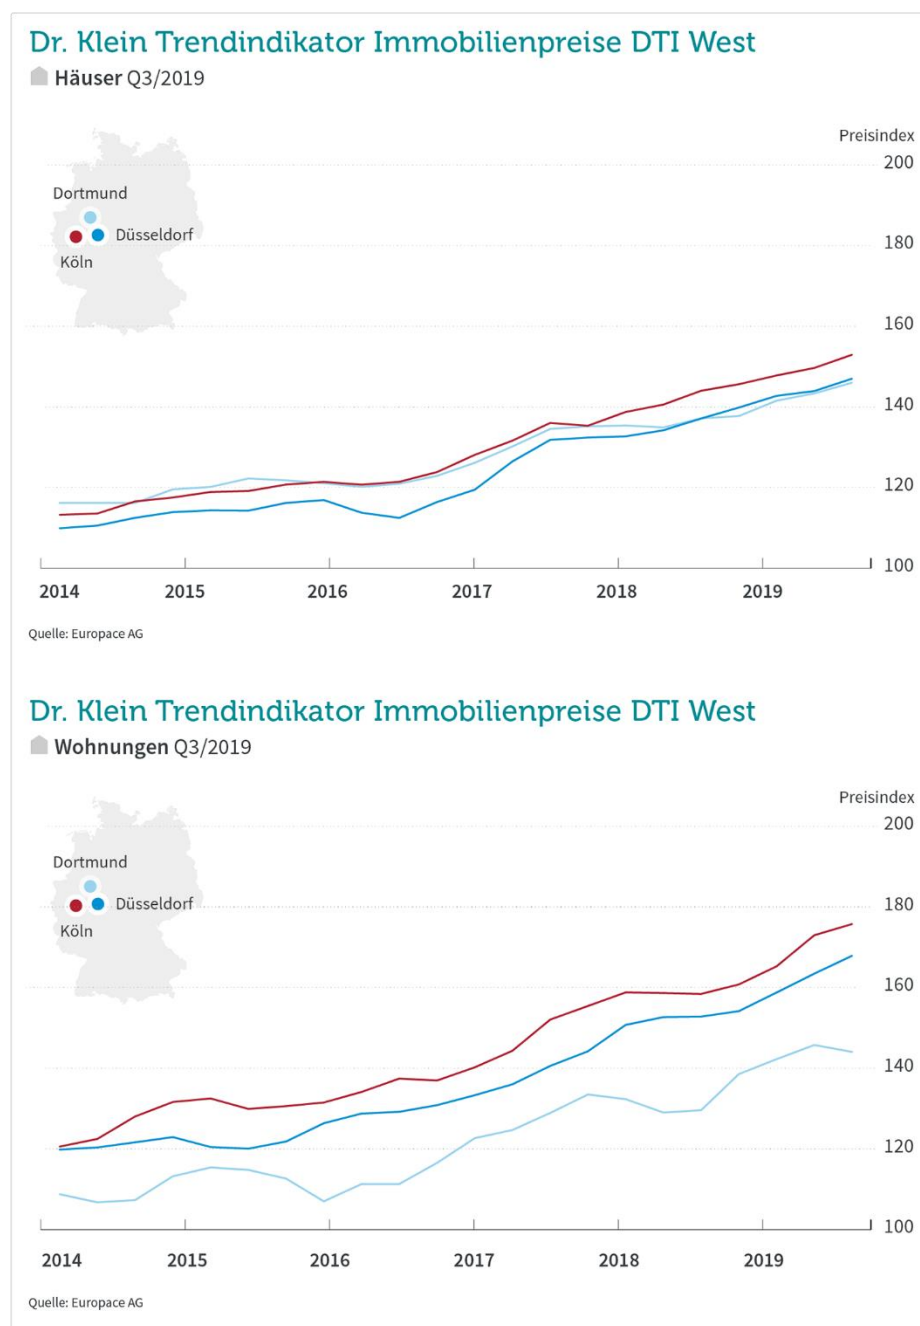 Dr. Klein Trendindikator Immobilienpreise DTI West
Häuser Q3/2019
Preisindex
200
Dortmund
180
Düsseldorf
Köln
160
140
120
100
2014 2015 2016 2017 2018 2019
Quelle: Europace AG
Dr. Klein Trendindikator Immobilienpreise DTI West
Wohnungen Q3/2019
Preisindex
200
Dortmund
180
Düsseldorf
Köln
160
140
120
100
2014 2015 2016 2017 2018 2019
Quelle: Europace AG